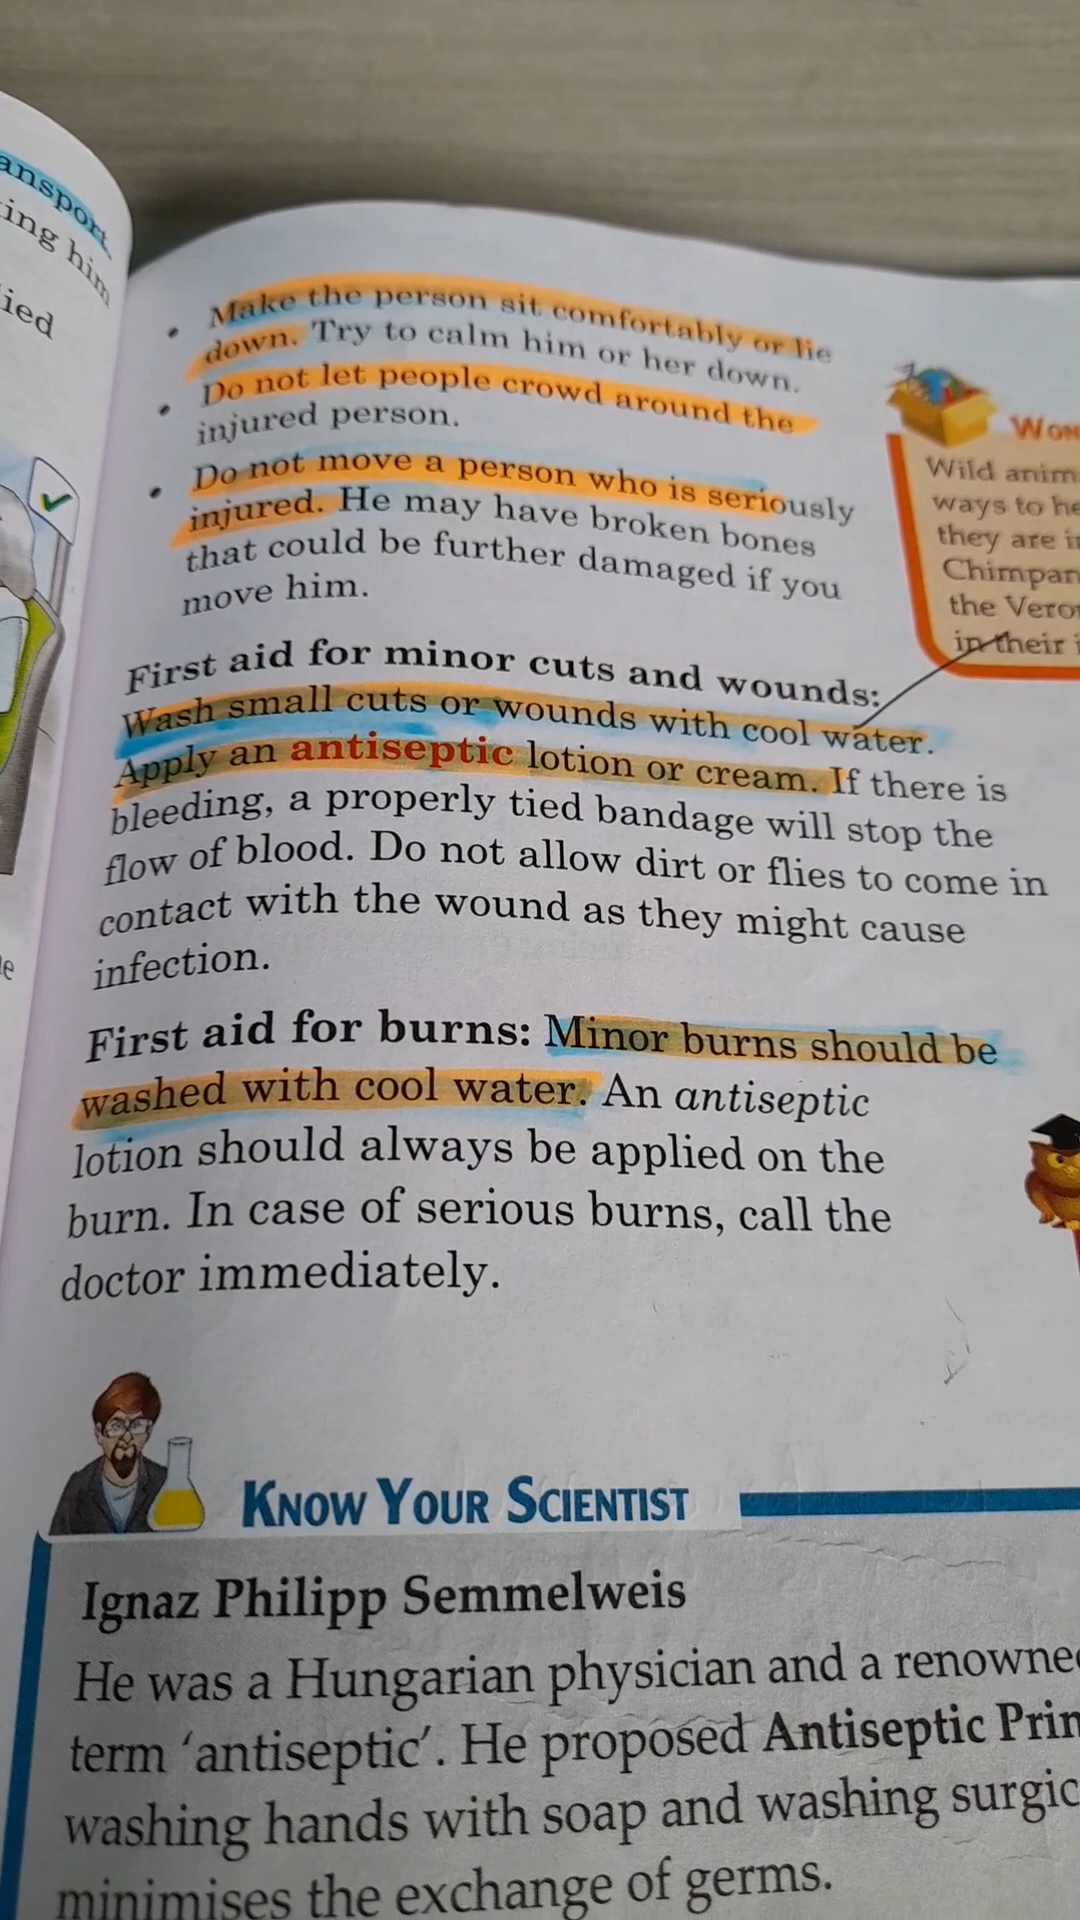 ansport
ing him
ied
Make the person sit comfortably or lie
down. Try to calm him or her down.
Do not let people crowd around the
injured person.
Do not move a person who is seriously
injured. He may have broken bones
that could be further damaged if you
move him.
First aid for minor cuts and wounds:
Wash small cuts or wounds with cool water.
Apply an antiseptic lotion or cream. If there is
bleeding, a properly tied bandage will stop the
flow of blood. Do not allow dirt or flies to come in
contact with the wound as they might cause
infection.
First aid for burns: Minor burns should be
washed with cool water. An antiseptic
lotion should always be applied on the
burn. In case of serious burns, call the
doctor immediately.
WON
Wild anim
ways to he
they are i
Chimpan
the Vero
in their i
KNOW YOUR SCIENTIST
Ignaz Philipp Semmelweis
He was a Hungarian physician and a renowne
term ‘antiseptic’. He proposed Antiseptic Prin
washing hands with soap and washing surgic
minimises the exchange of germs.